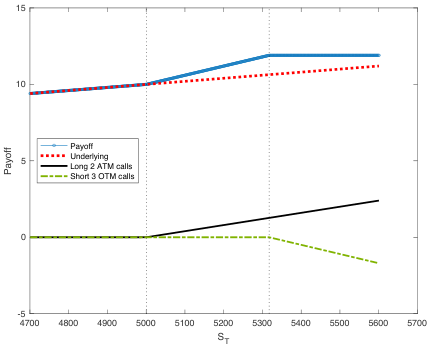 15
10
5
0
-5
Payoff
Payoff
Underlying
Long 2 ATM calls
Short 3 OTM calls
4700 4800 4900 5000 5100 5200 5300 5400 5500 5600 5700
S_T